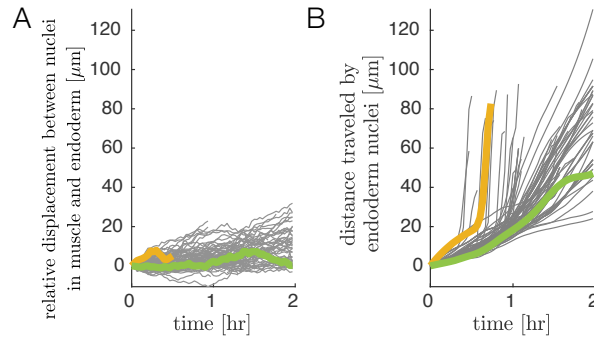 A
relative displacement between nuclei
in muscle and endoderm [μm]
120
100
80
60
40
20
0
0
1
2
time [hr]
B
distance traveled by
endoderm nuclei [μm]
120
100
80
60
40
20
0
0
1
2
time [hr]